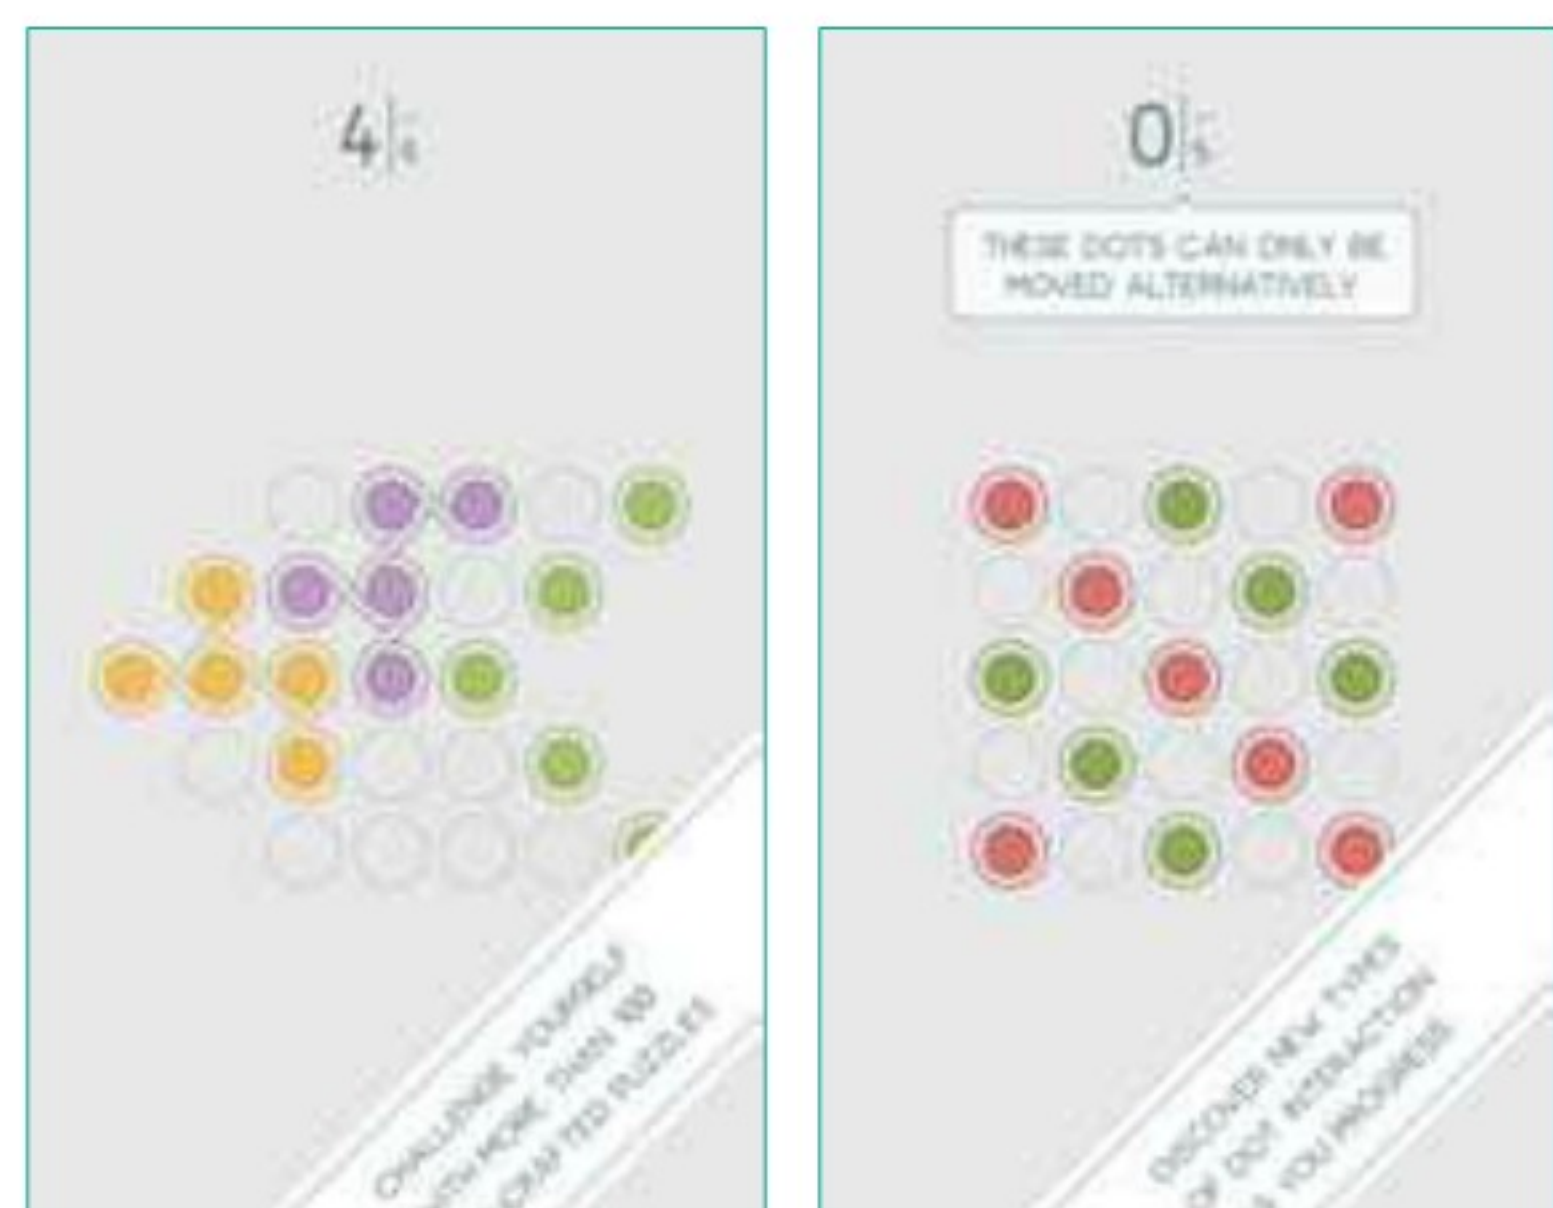 4
0
5
THESE DOTS CAN ONLY BE
MOVED ALTERNATIVELY
CHALLENGE YOURSELF
WITH MORE THAN 100
CRAFTED PUZZLES
DISCOVER NEW TYPES
OF DOT INTERACTION
YOU PROGRESS